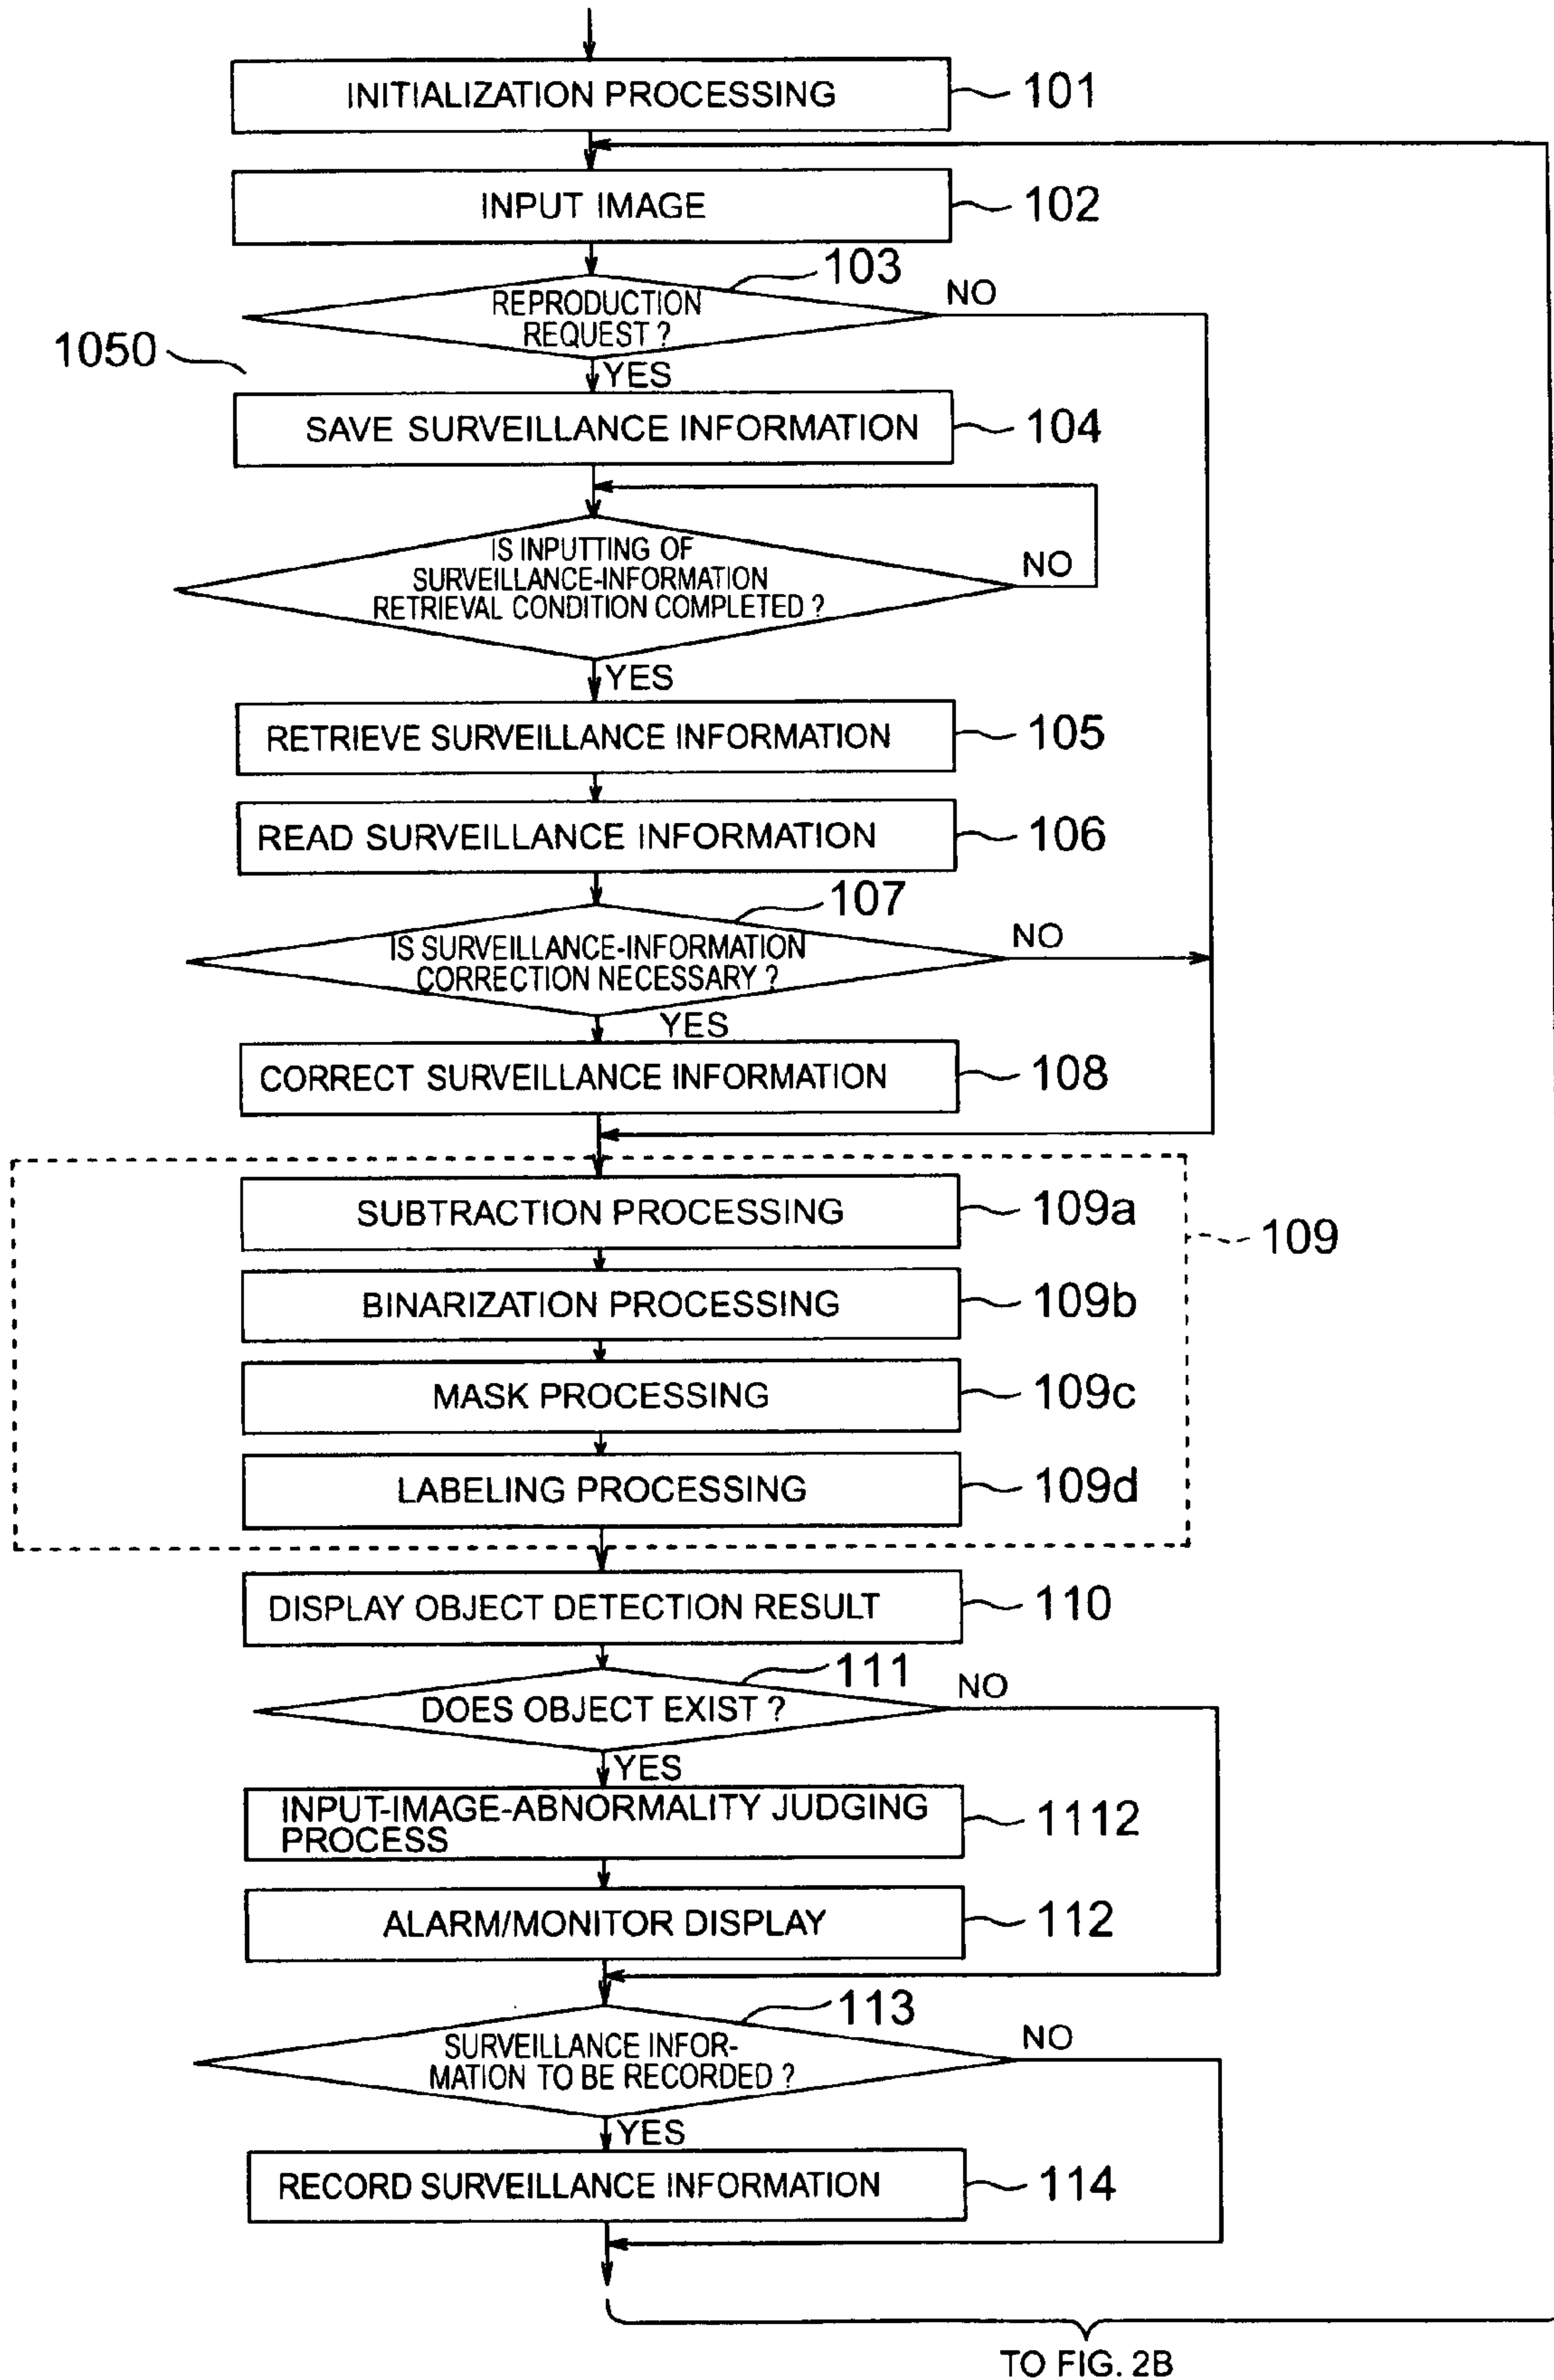 INITIALIZATION PROCESSING 101
INPUT IMAGE 102
103
REPRODUCTION
REQUEST ?
NO
1050
YES
SAVE SURVEILLANCE INFORMATION 104
IS INPUTTING OF
SURVEILLANCE-INFORMATION
RETRIEVAL CONDITION COMPLETED ?
NO
YES
RETRIEVE SURVEILLANCE INFORMATION 105
READ SURVEILLANCE INFORMATION 106
107
IS SURVEILLANCE-INFORMATION
CORRECTION NECESSARY ?
NO
YES
CORRECT SURVEILLANCE INFORMATION 108
SUBTRACTION PROCESSING 109a
109
BINARIZATION PROCESSING 109b
MASK PROCESSING 109c
LABELING PROCESSING 109d
DISPLAY OBJECT DETECTION RESULT 110
111
DOES OBJECT EXIST ?
NO
YES
INPUT-IMAGE-ABNORMALITY JUDGING
PROCESS
1112
ALARM/MONITOR DISPLAY 112
113
SURVEILLANCE INFOR-
MATION TO BE RECORDED ?
NO
YES
RECORD SURVEILLANCE INFORMATION 114
TO FIG. 2B